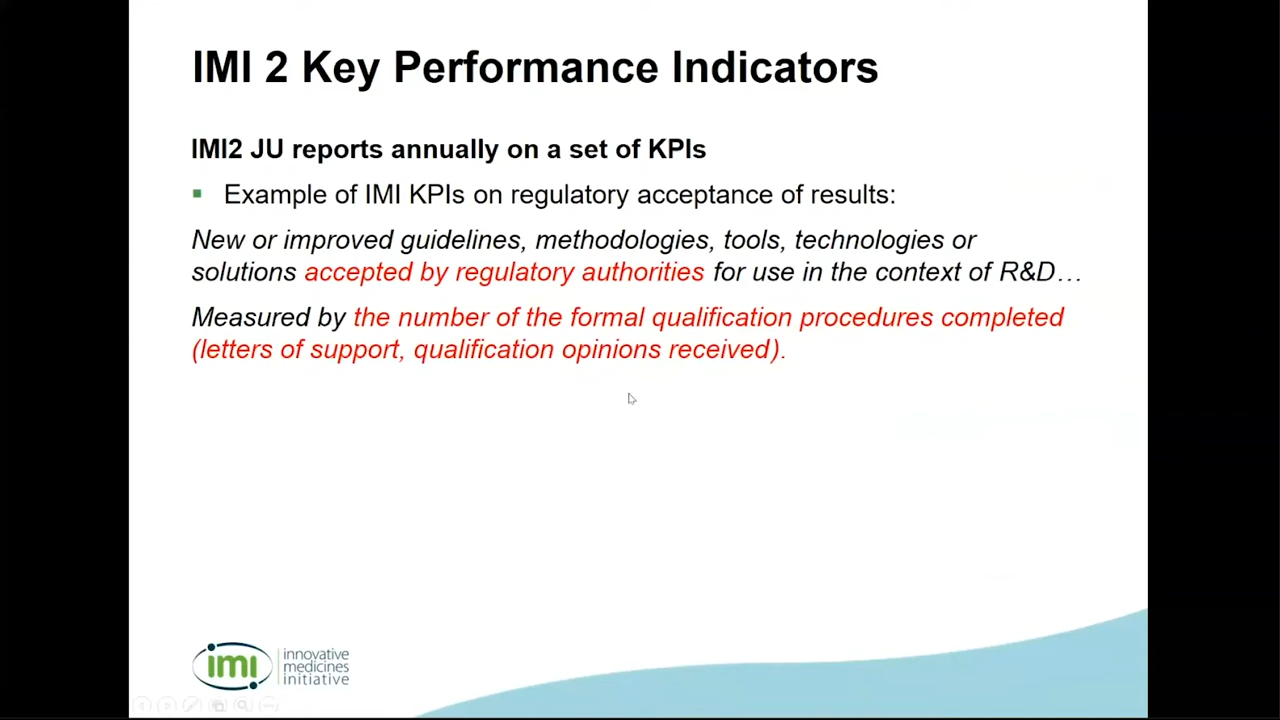 IMI 2 Key Performance Indicators
IMI2 JU reports annually on a set of KPIs
Example of IMI KPIs on regulatory acceptance of results:
New or improved guidelines, methodologies, tools, technologies or
solutions accepted by regulatory authorities for use in the context of R&D…
Measured by the number of the formal qualification procedures completed
(letters of support, qualification opinions received).
imi
innovative
medicines
initiative